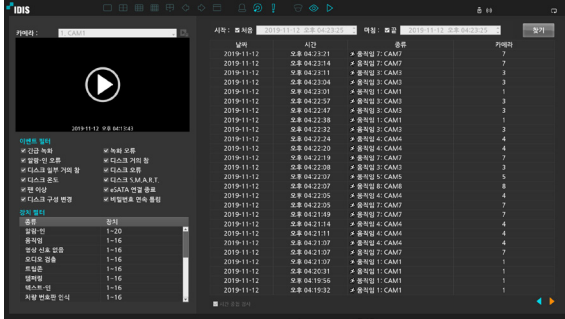 IDIS
카메라 : 1. CAM1
2019-11-12 오후 04:13:43
이벤트 필터
긴급 녹화 녹화 오류
알람-인 오류 디스크 거의 참
디스크 일부 거의 참 디스크 오류
디스크 온도 디스크 S.M.A.R.T.
팬 이상 eSATA 연결 종료
디스크 구성 변경 비밀번호 연속 틀림
장치 필터
종류 장치
알람-인 1~20
움직임 1~16
영상 신호 없음 1~16
오디오 검출 1~16
트립존 1~16
탬퍼링 1~16
텍스트-인 1~16
차량 번호판 인식 1~16
시작 : 처음 2019-11-12 오후 04:23:25 마침 : 끝 2019-11-12 오후 04:23:25 찾기
날짜 시간 종류 카메라
2019-11-12 오후 04:23:21 움직임 7: CAM7 7
2019-11-12 오후 04:23:14 움직임 7: CAM7 7
2019-11-12 오후 04:23:11 움직임 3: CAM3 3
2019-11-12 오후 04:23:04 움직임 3: CAM3 3
2019-11-12 오후 04:23:01 움직임 1: CAM1 1
2019-11-12 오후 04:22:57 움직임 3: CAM3 3
2019-11-12 오후 04:22:47 움직임 3: CAM3 3
2019-11-12 오후 04:22:38 움직임 1: CAM1 1
2019-11-12 오후 04:22:32 움직임 3: CAM3 3
2019-11-12 오후 04:22:24 움직임 4: CAM4 4
2019-11-12 오후 04:22:20 움직임 4: CAM4 4
2019-11-12 오후 04:22:19 움직임 7: CAM7 7
2019-11-12 오후 04:22:08 움직임 3: CAM3 3
2019-11-12 오후 04:22:07 움직임 5: CAM5 5
2019-11-12 오후 04:22:07 움직임 8: CAM8 8
2019-11-12 오후 04:22:05 움직임 4: CAM4 4
2019-11-12 오후 04:22:05 움직임 7: CAM7 7
2019-11-12 오후 04:21:49 움직임 7: CAM7 7
2019-11-12 오후 04:21:14 움직임 4: CAM4 4
2019-11-12 오후 04:21:11 움직임 4: CAM4 4
2019-11-12 오후 04:21:07 움직임 4: CAM4 4
2019-11-12 오후 04:21:07 움직임 7: CAM7 7
2019-11-12 오후 04:21:07 움직임 1: CAM1 1
2019-11-12 오후 04:20:31 움직임 1: CAM1 1
2019-11-12 오후 04:19:56 움직임 1: CAM1 1
2019-11-12 오후 04:19:32 움직임 1: CAM1 1